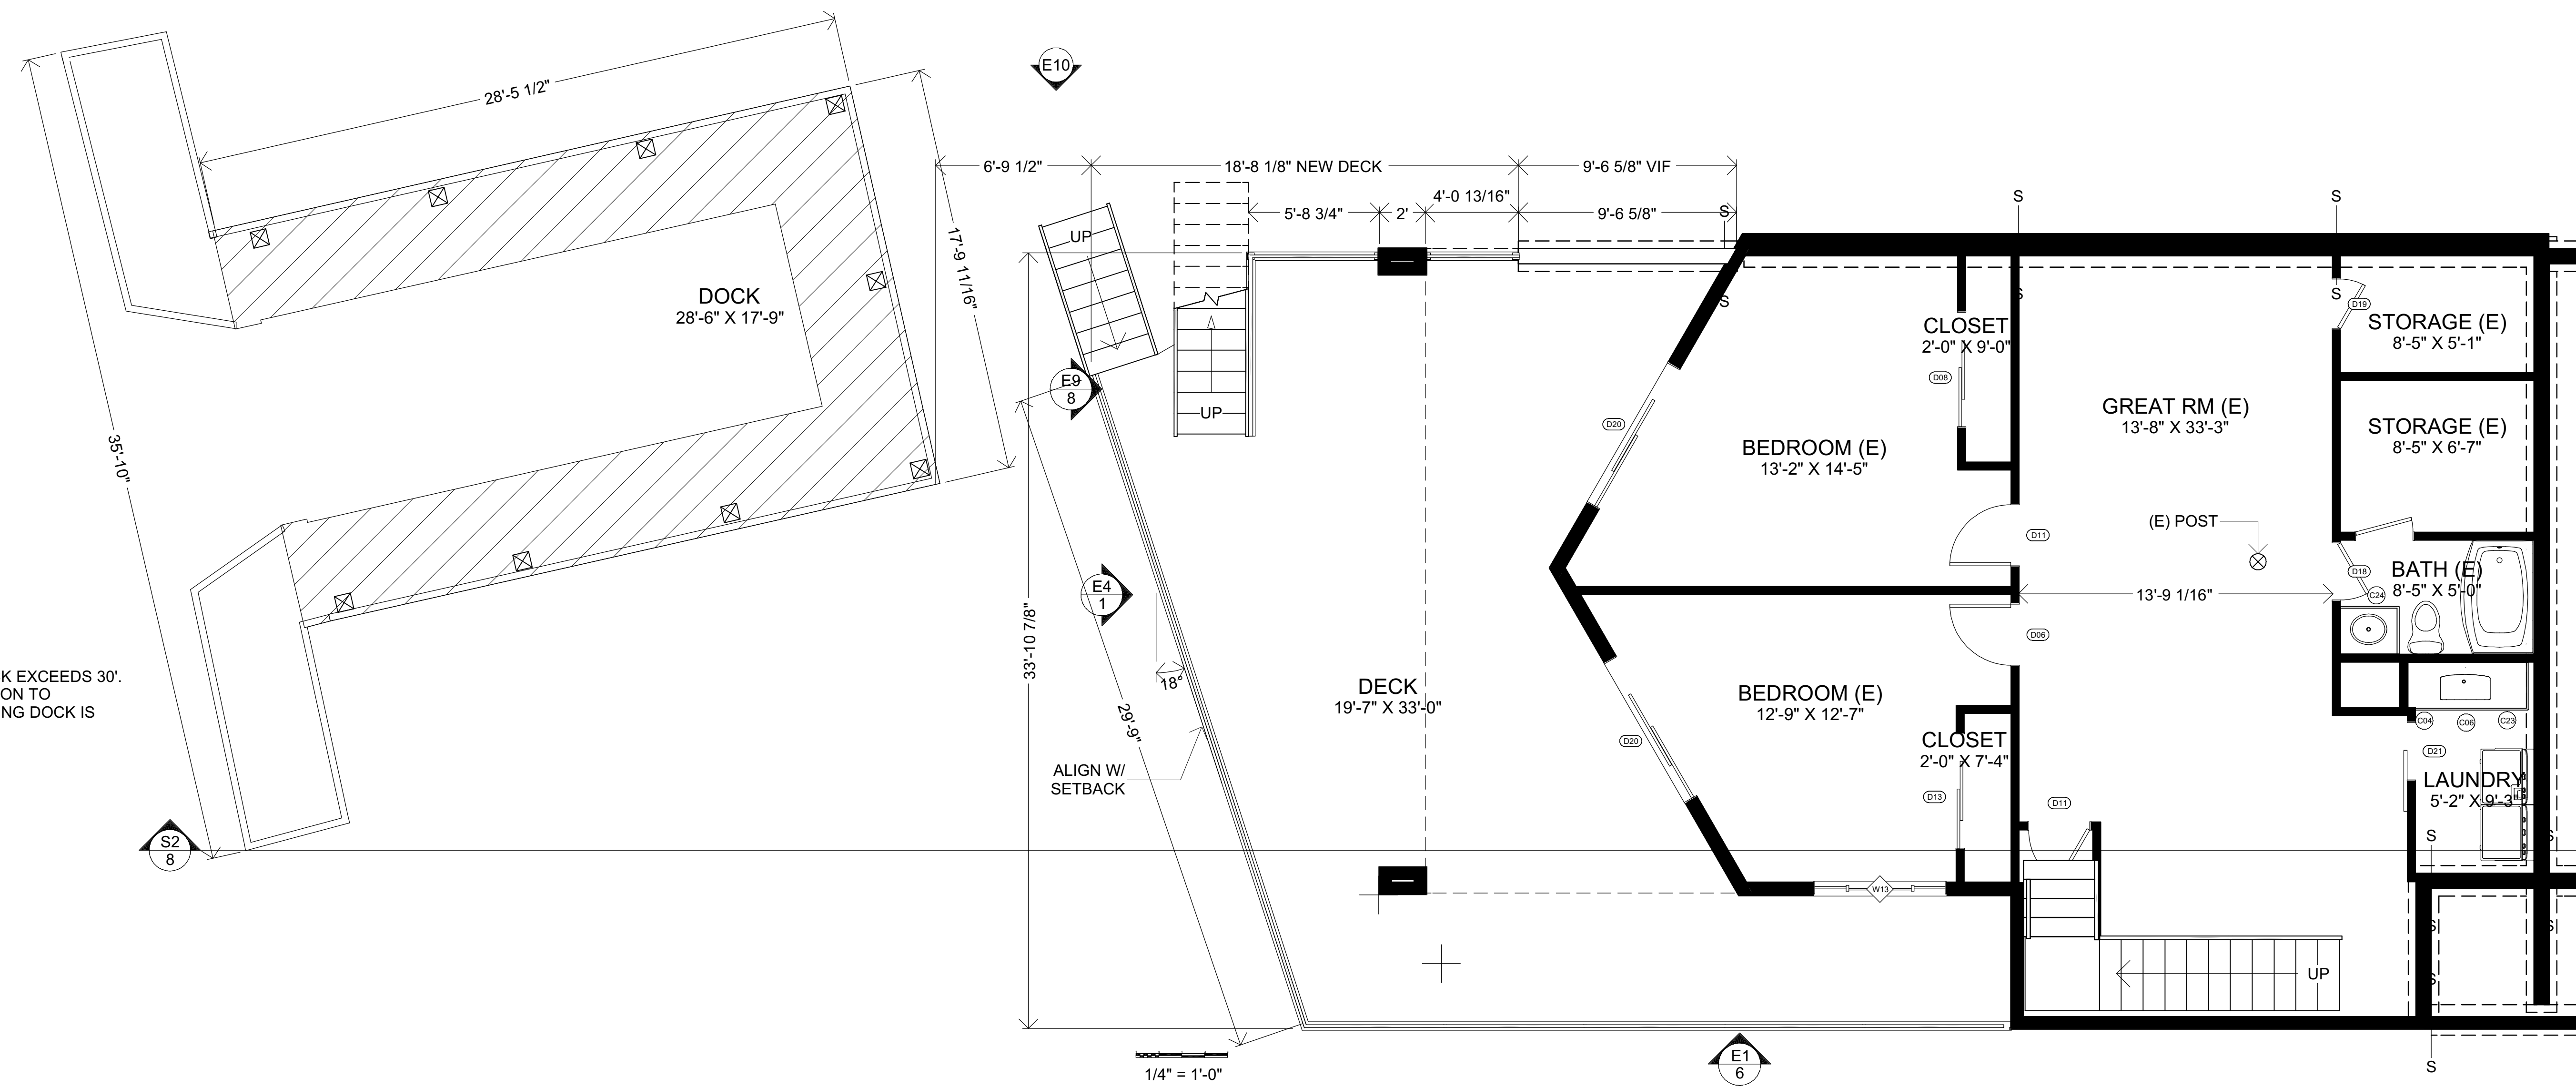 28'-5 1/2"
E10
6'-9 1/2"
18'-8 1/8" NEW DECK
9'-6 5/8" VIF
4'-0 13/16"
5'-8 3/4"
2'
9'-6 5/8"
S
S
S
UP
17'-9 11/16"
DOCK
28'-6" X 17'-9"
S
S
S
D19
STORAGE (E)
8'-5" X 5'-1"
CLOSET
2'-0" X 9'-0"
D08
E9
8
UP
GREAT RM (E)
13'-8" X 33'-3"
D20
STORAGE (E)
8'-5" X 6'-7"
BEDROOM (E)
13'-2" X 14'-5"
35'-10"
(E) POST
D11
D18
BATH (E)
8'-5" X 5'-0"
C24
E4
1
13'-9 1/16"
33'-10 7/8"
D06
K EXCEEDS 30'.
ON TO
NG DOCK IS
18°
DECK
19'-7" X 33'-0"
29'-9"
BEDROOM (E)
12'-9" X 12'-7"
D20
C04
C06
C23
CLOSET
2'-0" X 7'-4"
D21
ALIGN W/
SETBACK
LAUNDRY
5'-2" X 9'-3"
D13
D11
S2
8
S
S
W13
S
S
S
UP
E1
6
1/4" = 1'-0"
S